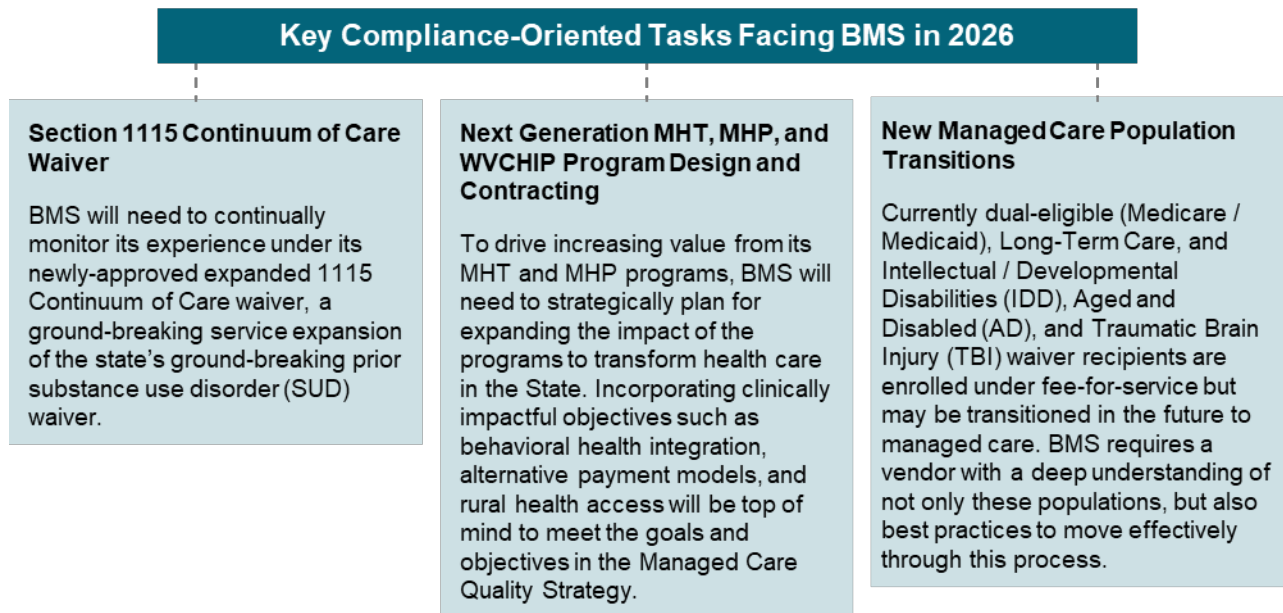 Key Compliance-Oriented Tasks Facing BMS in 2026
Section 1115 Continuum of Care
Waiver
BMS will need to continually
monitor its experience under its
newly-approved expanded 1115
Continuum of Care waiver, a
ground-breaking service expansion
of the state's ground-breaking prior
substance use disorder (SUD)
waiver.
Next Generation MHT, MHP, and
WVCHIP Program Design and
Contracting
To drive increasing value from its
MHT and MHP programs, BMS will
need to strategically plan for
expanding the impact of the
programs to transform health care
in the State. Incorporating clinically
impactful objectives such as
behavioral health integration,
alternative payment models, and
rural health access will be top of
mind to meet the goals and
objectives in the Managed Care
Quality Strategy.
New Managed Care Population
Transitions
Currently dual-eligible (Medicare /
Medicaid), Long-Term Care, and
Intellectual / Developmental
Disabilities (IDD), Aged and
Disabled (AD), and Traumatic Brain
Injury (TBI) waiver recipients are
enrolled under fee-for-service but
may be transitioned in the future to
managed care. BMS requires a
vendor with a deep understanding of
not only these populations, but also
best practices to move effectively
through this process.